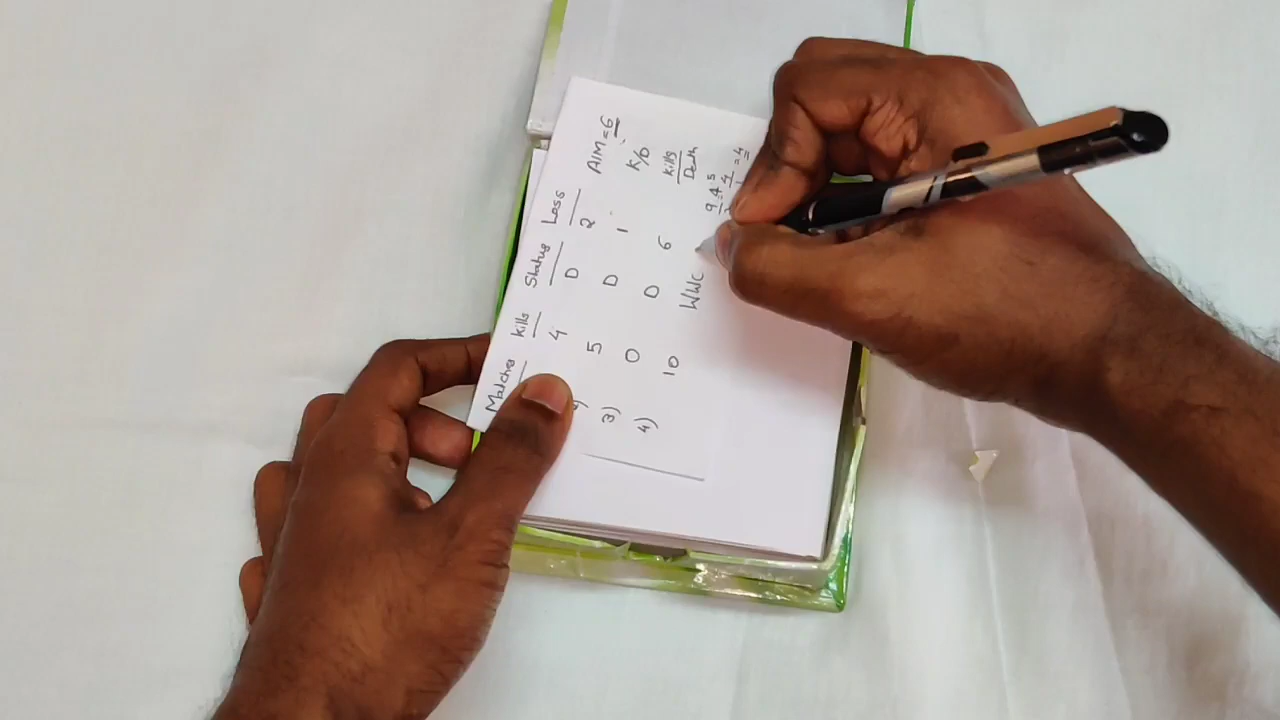 Matches Kills Status Loss
4 D 2
5 D 1
3) 0 D 6
4) 10 WWC
AIM = 6
K/D
Kills
Death